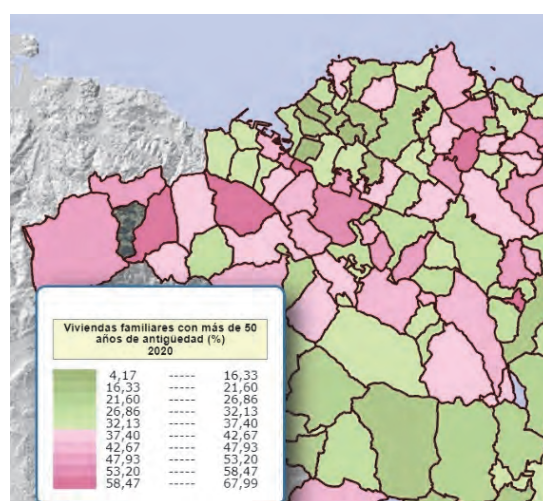 Viviendas familiares con más de 50
años de antigüedad (%)
2020
4,17 ----- 16,33
16,33 ----- 21,60
21,60 ----- 26,86
26,86 ----- 32,13
32,13 ----- 37,40
37,40 ----- 42,67
42,67 ----- 47,93
47,93 ----- 53,20
53,20 ----- 58,47
58,47 ----- 67,99